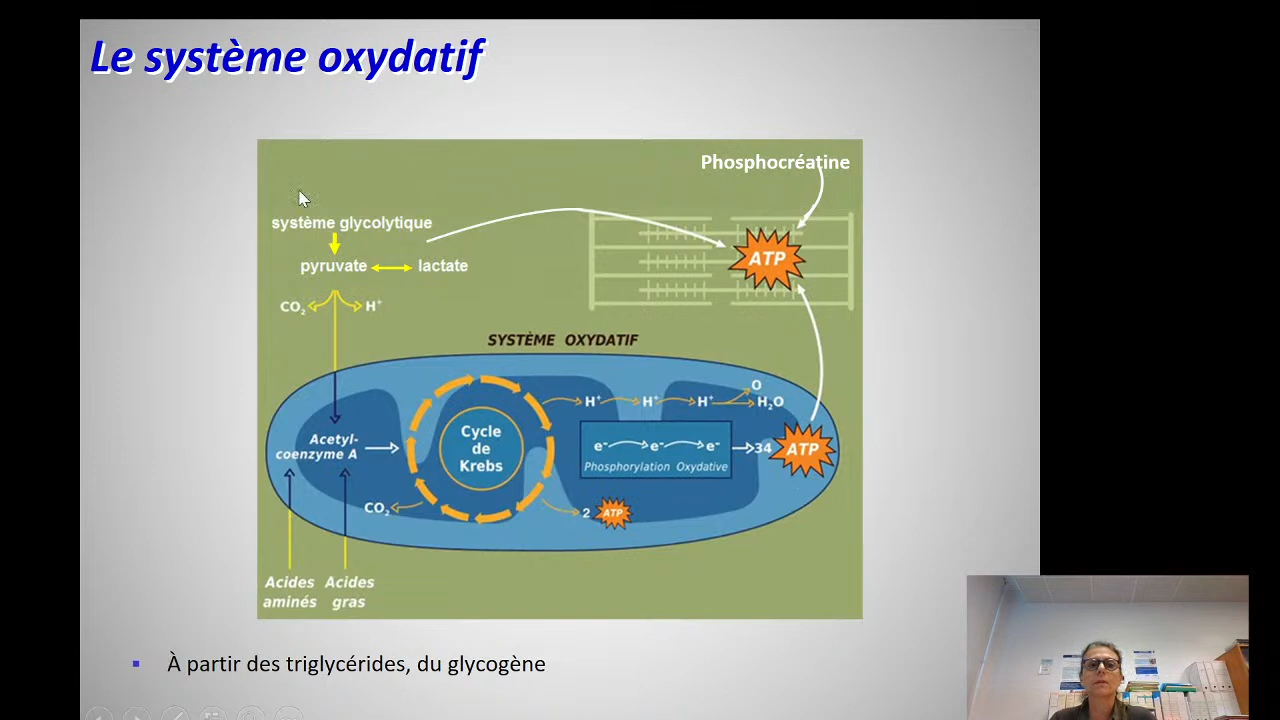 Le système oxydatif
Phosphocréatine
système glycolytique
ATP
pyruvate
lactate
CO₂
H⁺
SYSTÈME OXYDATIF
O
H⁺
H⁺
H⁺
H₂O
Cycle
de
Krebs
Acetyl-
coenzyme A
e⁻
e⁻
e⁻
34
ATP
Phosphorylation Oxydative
CO₂
2
ATP
Acides
aminés
Acides
gras
À partir des triglycérides, du glycogène